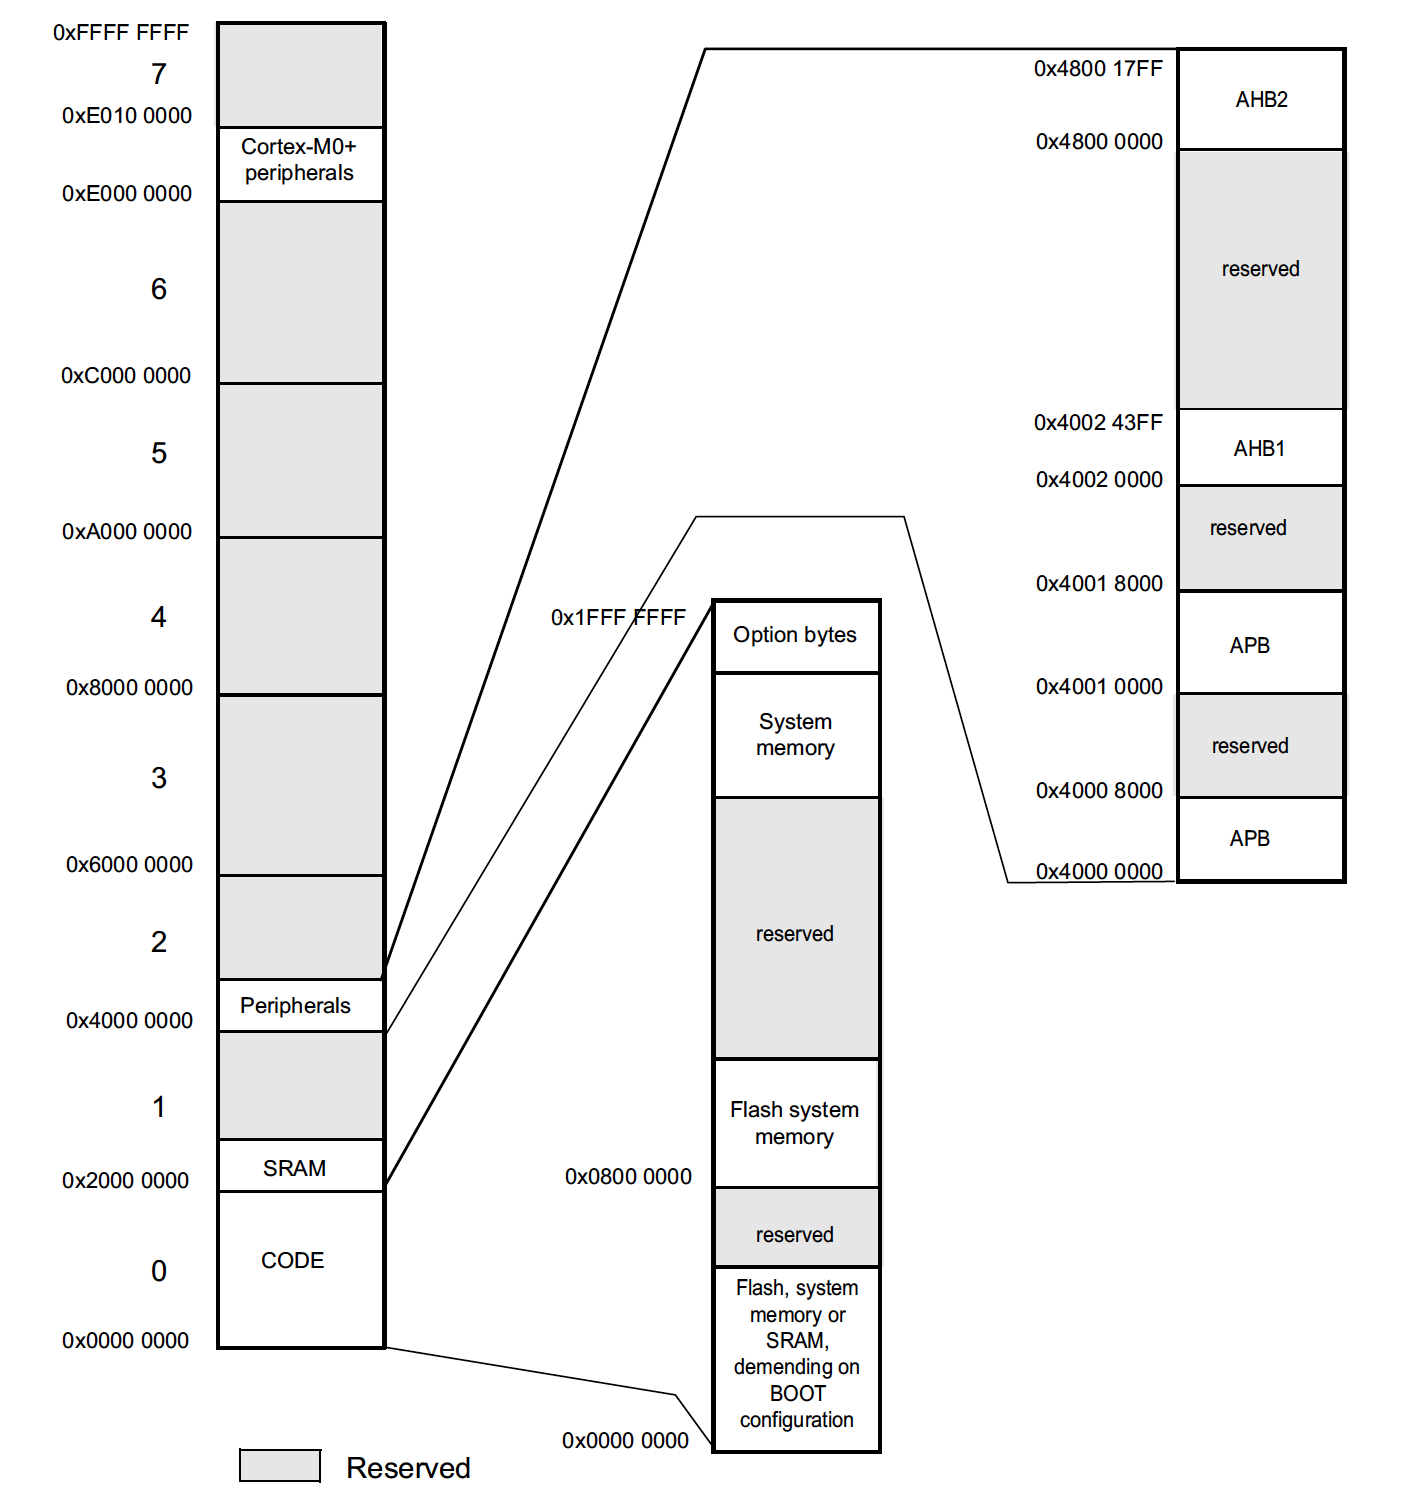 0xFFFF FFFF
7
0xE010 0000
Cortex-M0+
peripherals
0xE000 0000
6
0xC000 0000
5
0xA000 0000
4
0x8000 0000
3
0x6000 0000
2
Peripherals
0x4000 0000
1
SRAM
0x2000 0000
CODE
0
0x0000 0000
Reserved
0x1FFF FFFF
Option bytes
System
memory
reserved
Flash system
memory
0x0800 0000
reserved
Flash, system
memory or
SRAM,
demending on
BOOT
configuration
0x0000 0000
0x4800 17FF
AHB2
0x4800 0000
reserved
0x4002 43FF
AHB1
0x4002 0000
reserved
0x4001 8000
APB
0x4001 0000
reserved
0x4000 8000
APB
0x4000 0000